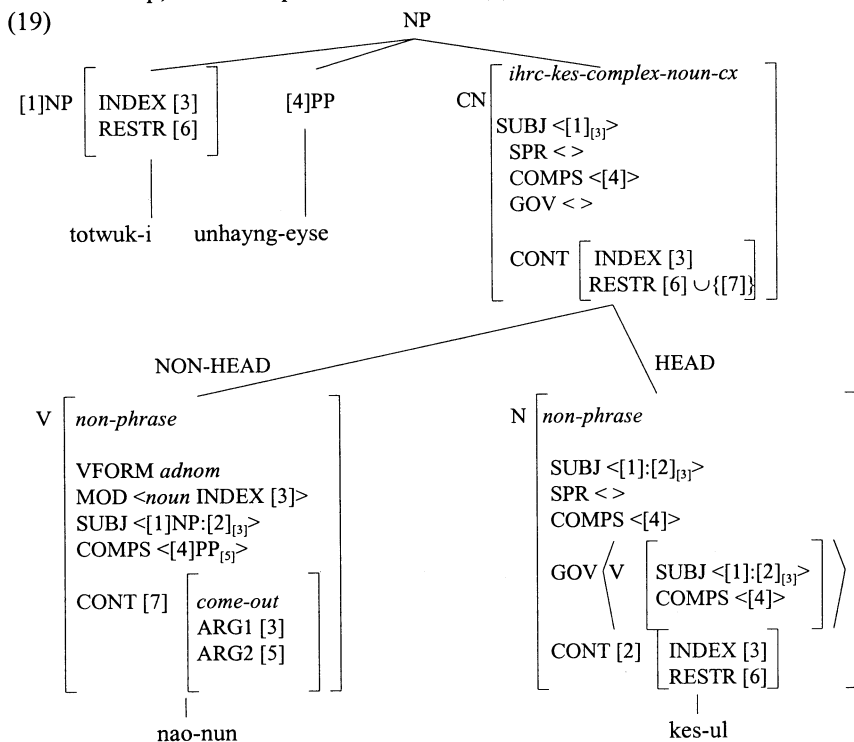 (19)
NP
[1]NP
INDEX [3]
RESTR [6]
[4]PP
CN
ihrc-kes-complex-noun-cx
SUBJ <[1][3]>
SPR < >
COMPS <[4]>
GOV < >
CONT INDEX [3]
RESTR [6] ∪{[7]}
totwuk-i unhayng-eyse
NON-HEAD HEAD
V non-phrase
VFORM adnom
MOD <noun INDEX [3]>
SUBJ <[1]NP:[2][3]>
COMPS <[4]PP[5]>
CONT [7] come-out
ARG1 [3]
ARG2 [5]
nao-nun
N non-phrase
SUBJ <[1]:[2][3]>
SPR < >
COMPS <[4]>
GOV 〈V SUBJ <[1]:[2][3]>
COMPS <[4]> 〉
CONT [2] INDEX [3]
RESTR [6]
kes-ul